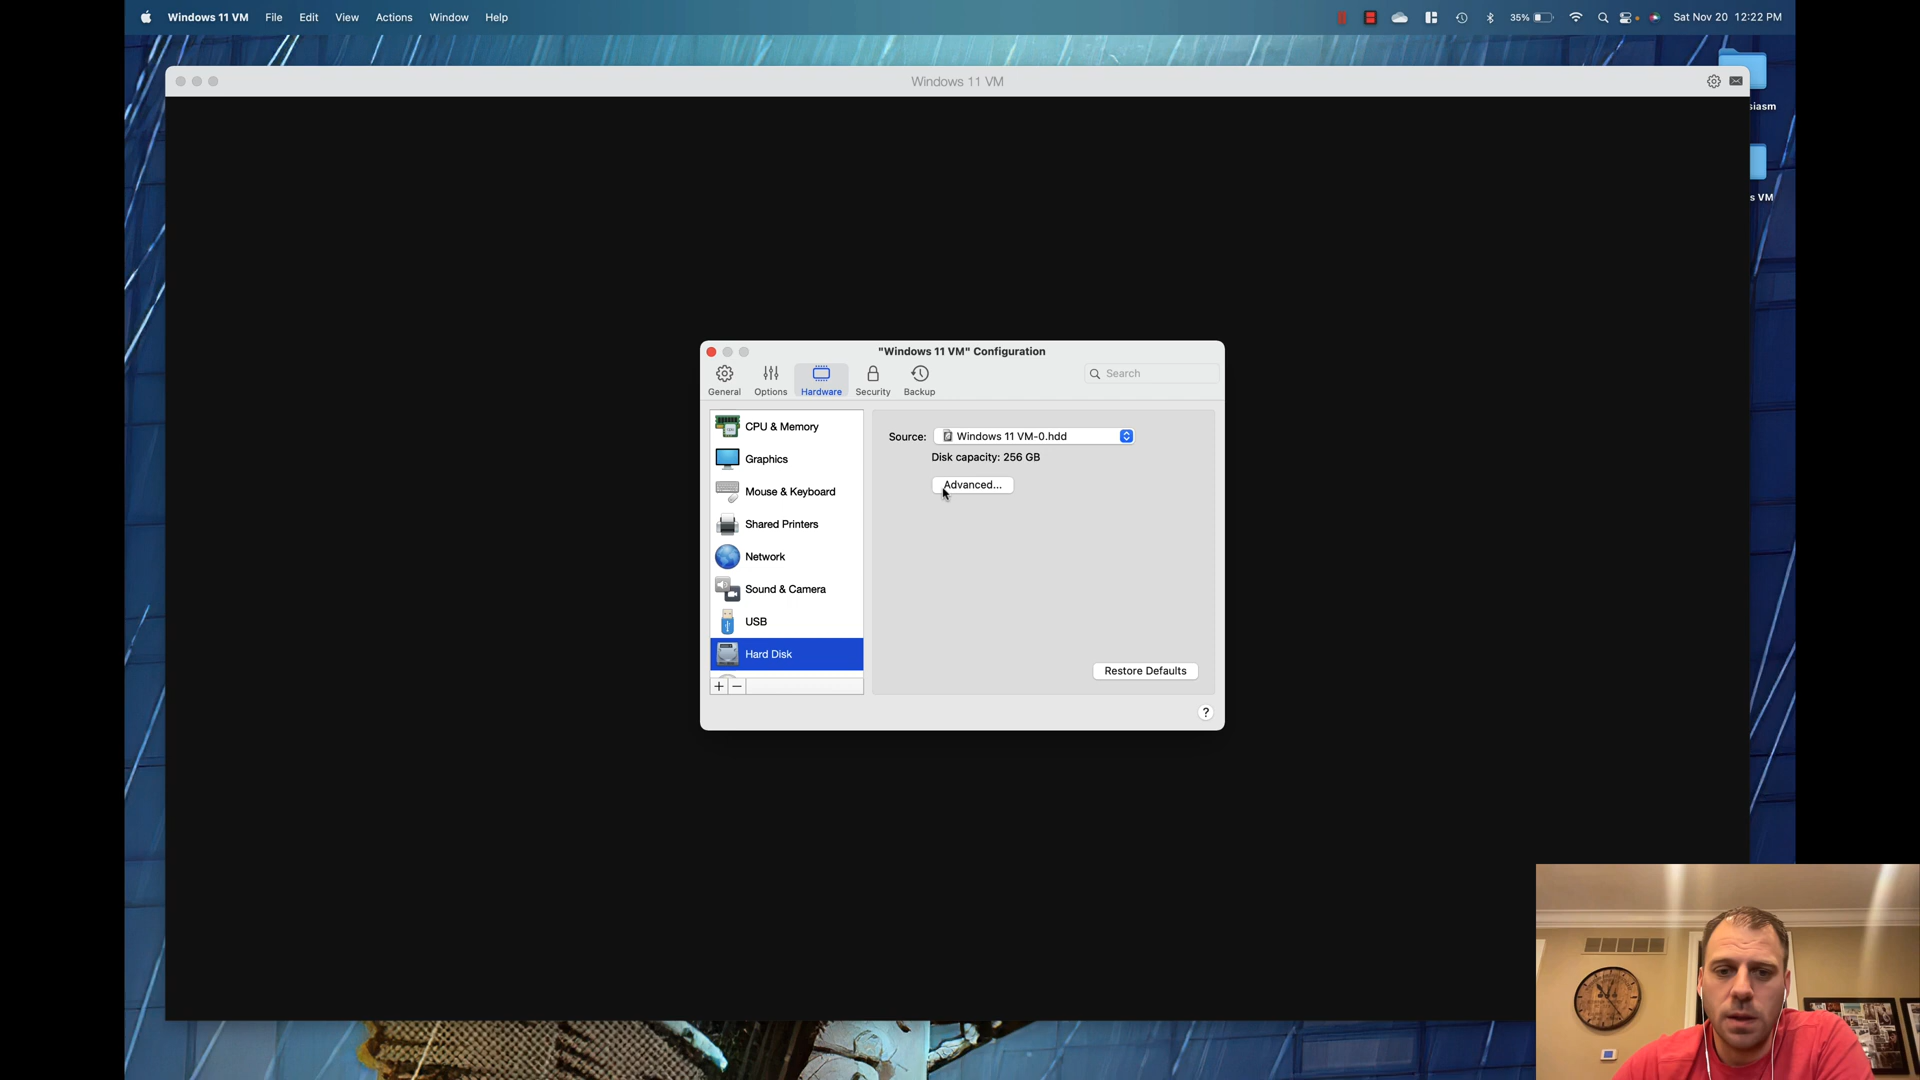 Windows 11 VM File Edit View Actions Window Help 35% Sat Nov 20 12:22 PM
Windows 11 VM
siasm
s VM
"Windows 11 VM" Configuration
General Options Hardware Security Backup Search
CPU & Memory
Graphics
Mouse & Keyboard
Shared Printers
Network
Sound & Camera
USB
Hard Disk
Source: Windows 11 VM-0.hdd
Disk capacity: 256 GB
Advanced...
Restore Defaults
+ −
?